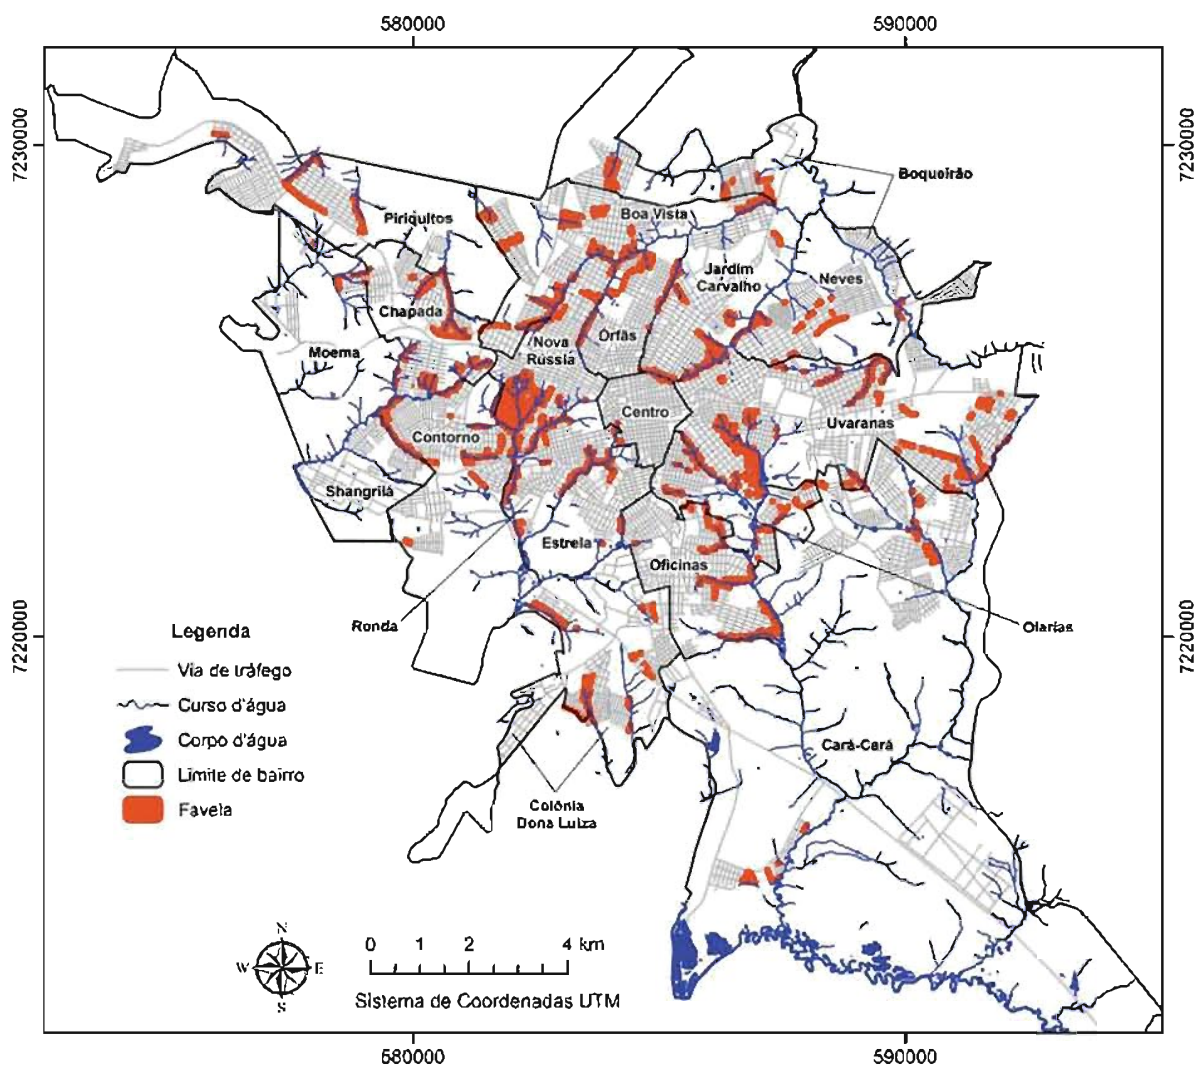 580000
590000
7230000
7230000
Boqueirão
Piriquitos
Boa Vista
Jardim
Carvalho
Neves
Chapada
Nova
Rússia
Órfãs
Moema
Centro
Contorno
Uvaranas
Shangrilá
Estrela
Oficinas
Ronda
Olarias
7220000
7220000
Legenda
Via de tráfego
Curso d'água
Corpo d'água
Limite de bairro
Favela
Cará-Cará
Colônia
Dona Luiza
N
W
E
S
0 1 2 4 km
Sistema de Coordenadas UTM
580000
590000